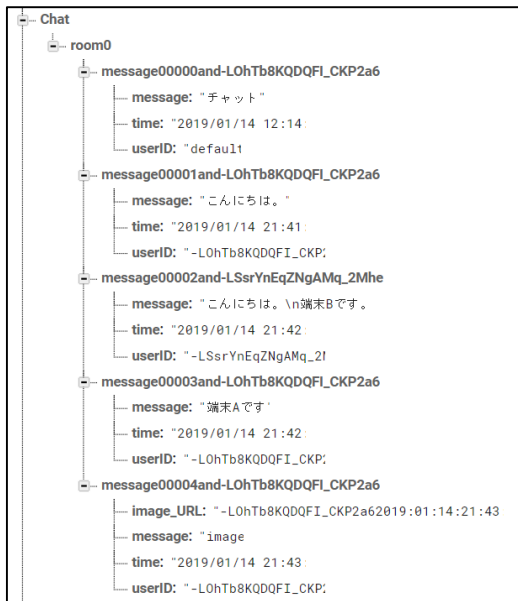 Chat
room0
message00000and-LOhTb8KQDQFI_CKP2a6
message: "チャット"
time: "2019/01/14 12:14
userID: "default
message00001and-LOhTb8KQDQFI_CKP2a6
message: "こんにちは。"
time: "2019/01/14 21:41
userID: "-LOhTb8KQDQFI_CKP
message00002and-LSsrYnEqZNgAMq_2Mhe
message: "こんにちは。\n端末Bです。
time: "2019/01/14 21:42
userID: "-LSsrYnEqZNgAMq_2
message00003and-LOhTb8KQDQFI_CKP2a6
message: "端末Aです"
time: "2019/01/14 21:42
userID: "-LOhTb8KQDQFI_CKP
message00004and-LOhTb8KQDQFI_CKP2a6
image_URL: "-LOhTb8KQDQFI_CKP2a62019:01:14:21:43
message: "image
time: "2019/01/14 21:43
userID: "-LOhTb8KQDQFI_CKP